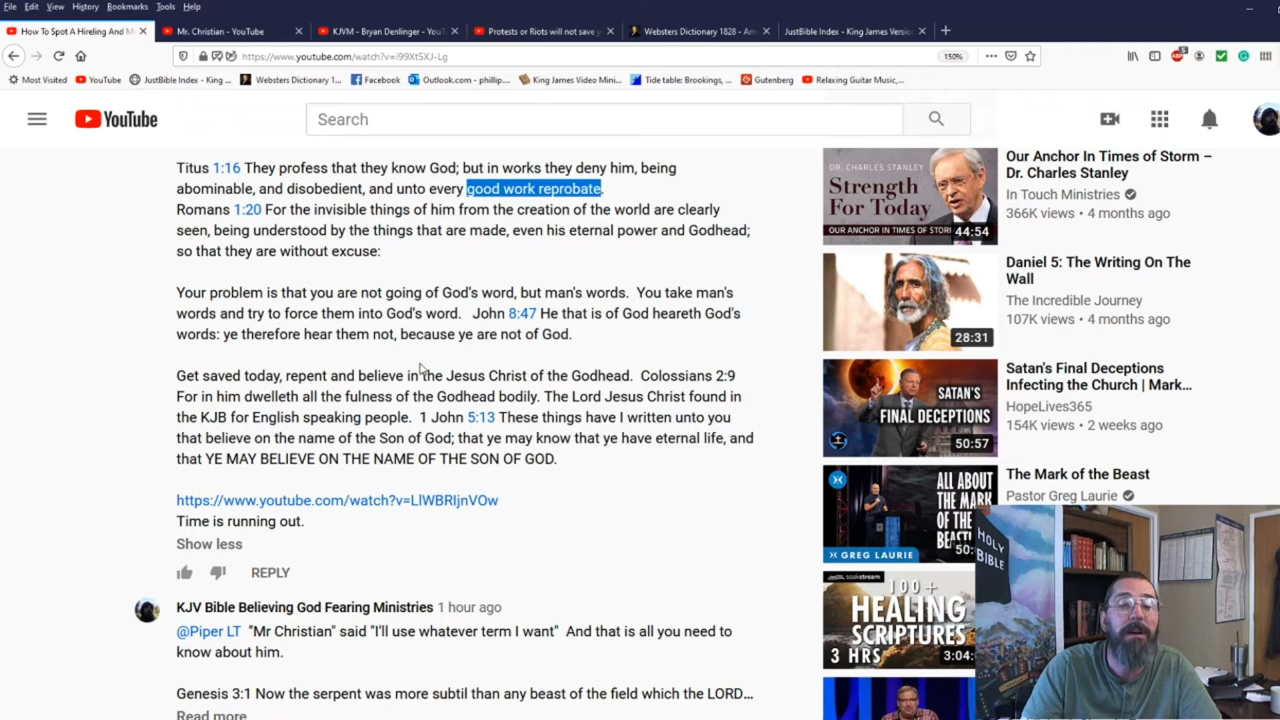 File Edit View History Bookmarks Tools Help
How To Spot A Hireling And M
Mr. Christian - YouTube
KJVM - Bryan Denlinger - YouT
Protests or Riots will not save y
Websters Dictionary 1828 - Am
JustBible Index - King James Versio
https://www.youtube.com/watch?v=i99XtSXJ-Lg
150%
Most Visited YouTube JustBible Index - King ... Websters Dictionary 1... Facebook Outlook.com - phillip... King James Video Mini... Tide table: Brookings, ... Gutenberg Relaxing Guitar Music,...
YouTube
Search
Titus 1:16 They profess that they know God; but in works they deny him, being
abominable, and disobedient, and unto every good work reprobate.
Romans 1:20 For the invisible things of him from the creation of the world are clearly
seen, being understood by the things that are made, even his eternal power and Godhead;
so that they are without excuse:
Your problem is that you are not going of God's word, but man's words. You take man's
words and try to force them into God's word. John 8:47 He that is of God heareth God's
words: ye therefore hear them not, because ye are not of God.
Get saved today, repent and believe in the Jesus Christ of the Godhead. Colossians 2:9
For in him dwelleth all the fulness of the Godhead bodily. The Lord Jesus Christ found in
the KJB for English speaking people. 1 John 5:13 These things have I written unto you
that believe on the name of the Son of God; that ye may know that ye have eternal life, and
that YE MAY BELIEVE ON THE NAME OF THE SON OF GOD.
https://www.youtube.com/watch?v=LlWBRIjnVOw
Time is running out.
Show less
REPLY
KJV Bible Believing God Fearing Ministries 1 hour ago
@Piper LT "Mr Christian" said "I'll use whatever term I want" And that is all you need to
know about him.
Genesis 3:1 Now the serpent was more subtil than any beast of the field which the LORD...
Read more
DR. CHARLES STANLEY
Strength
For Today
OUR ANCHOR IN TIMES OF STORM
44:54
Our Anchor In Times of Storm –
Dr. Charles Stanley
In Touch Ministries
366K views • 4 months ago
28:31
Daniel 5: The Writing On The
Wall
The Incredible Journey
107K views • 4 months ago
SATAN'S
FINAL DECEPTIONS
50:57
Satan's Final Deceptions
Infecting the Church | Mark...
HopeLives365
154K views • 2 weeks ago
ALL ABOUT
THE MARK
OF THE
BEAST
GREG LAURIE
50:
The Mark of the Beast
Pastor Greg Laurie
soakstream
100+
HEALING
SCRIPTURES
3 HRS
3:04:
HOLY
BIBLE